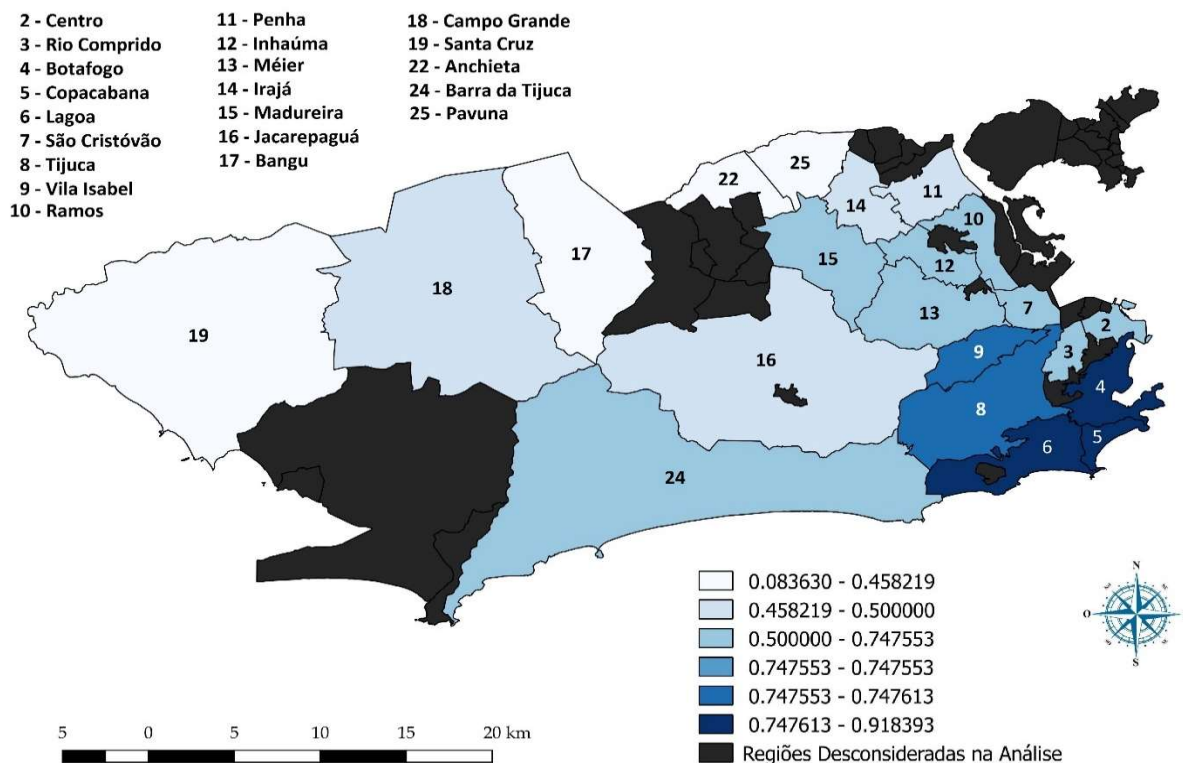 2 - Centro
3 - Rio Comprido
4 - Botafogo
5 - Copacabana
6 - Lagoa
7 - São Cristóvão
8 - Tijuca
9 - Vila Isabel
10 - Ramos
11 - Penha
12 - Inhaúma
13 - Méier
14 - Irajá
15 - Madureira
16 - Jacarepaguá
17 - Bangu
18 - Campo Grande
19 - Santa Cruz
22 - Anchieta
24 - Barra da Tijuca
25 - Pavuna
25
22
11
14
10
17
15
12
18
13
7
2
19
9
3
16
4
8
5
6
24
0.083630 - 0.458219
0.458219 - 0.500000
0.500000 - 0.747553
0.747553 - 0.747553
0.747553 - 0.747613
0.747613 - 0.918393
Regiões Desconsideradas na Análise
N
O
S
5 0 5 10 15 20 km